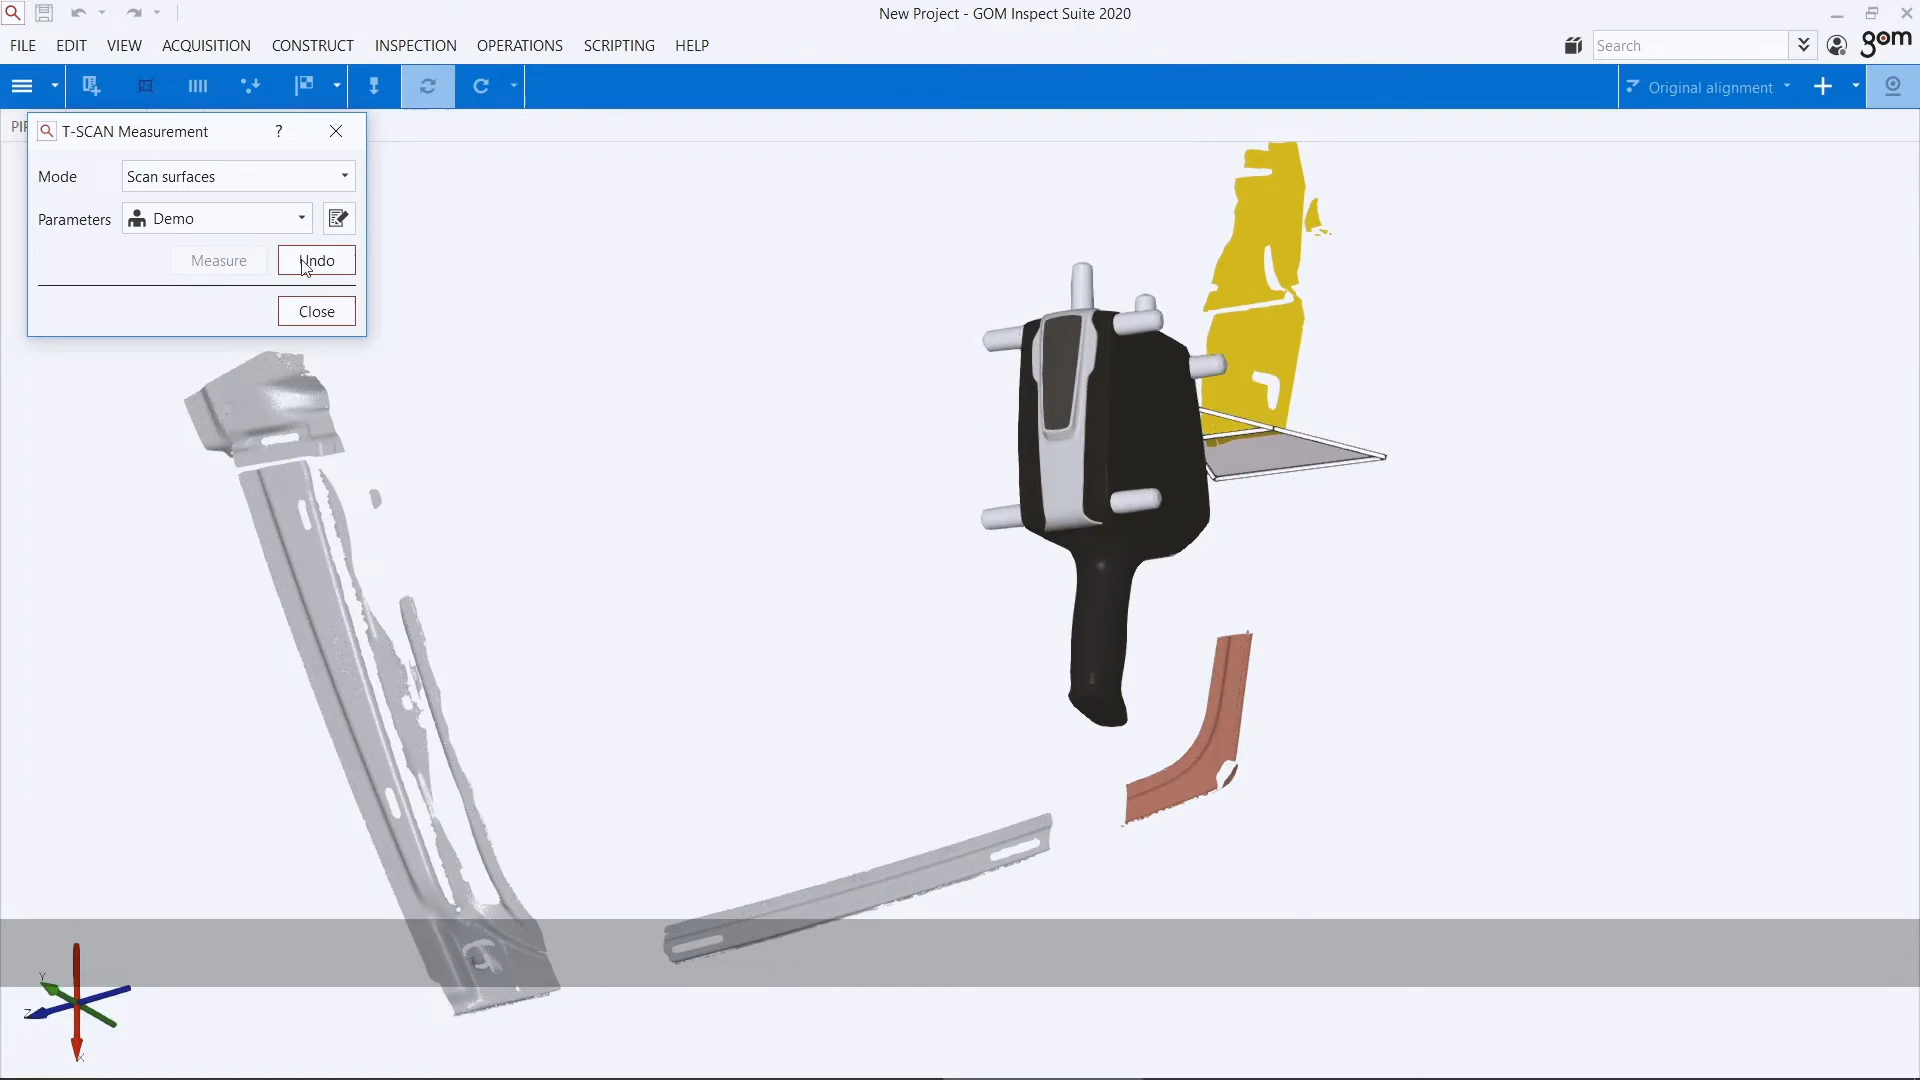 New Project - GOM Inspect Suite 2020
FILE EDIT VIEW ACQUISITION CONSTRUCT INSPECTION OPERATIONS SCRIPTING HELP
Search
gom
Original alignment
T-SCAN Measurement ?
Mode Scan surfaces
Parameters Demo
Measure Undo
Close
Y
Z
X